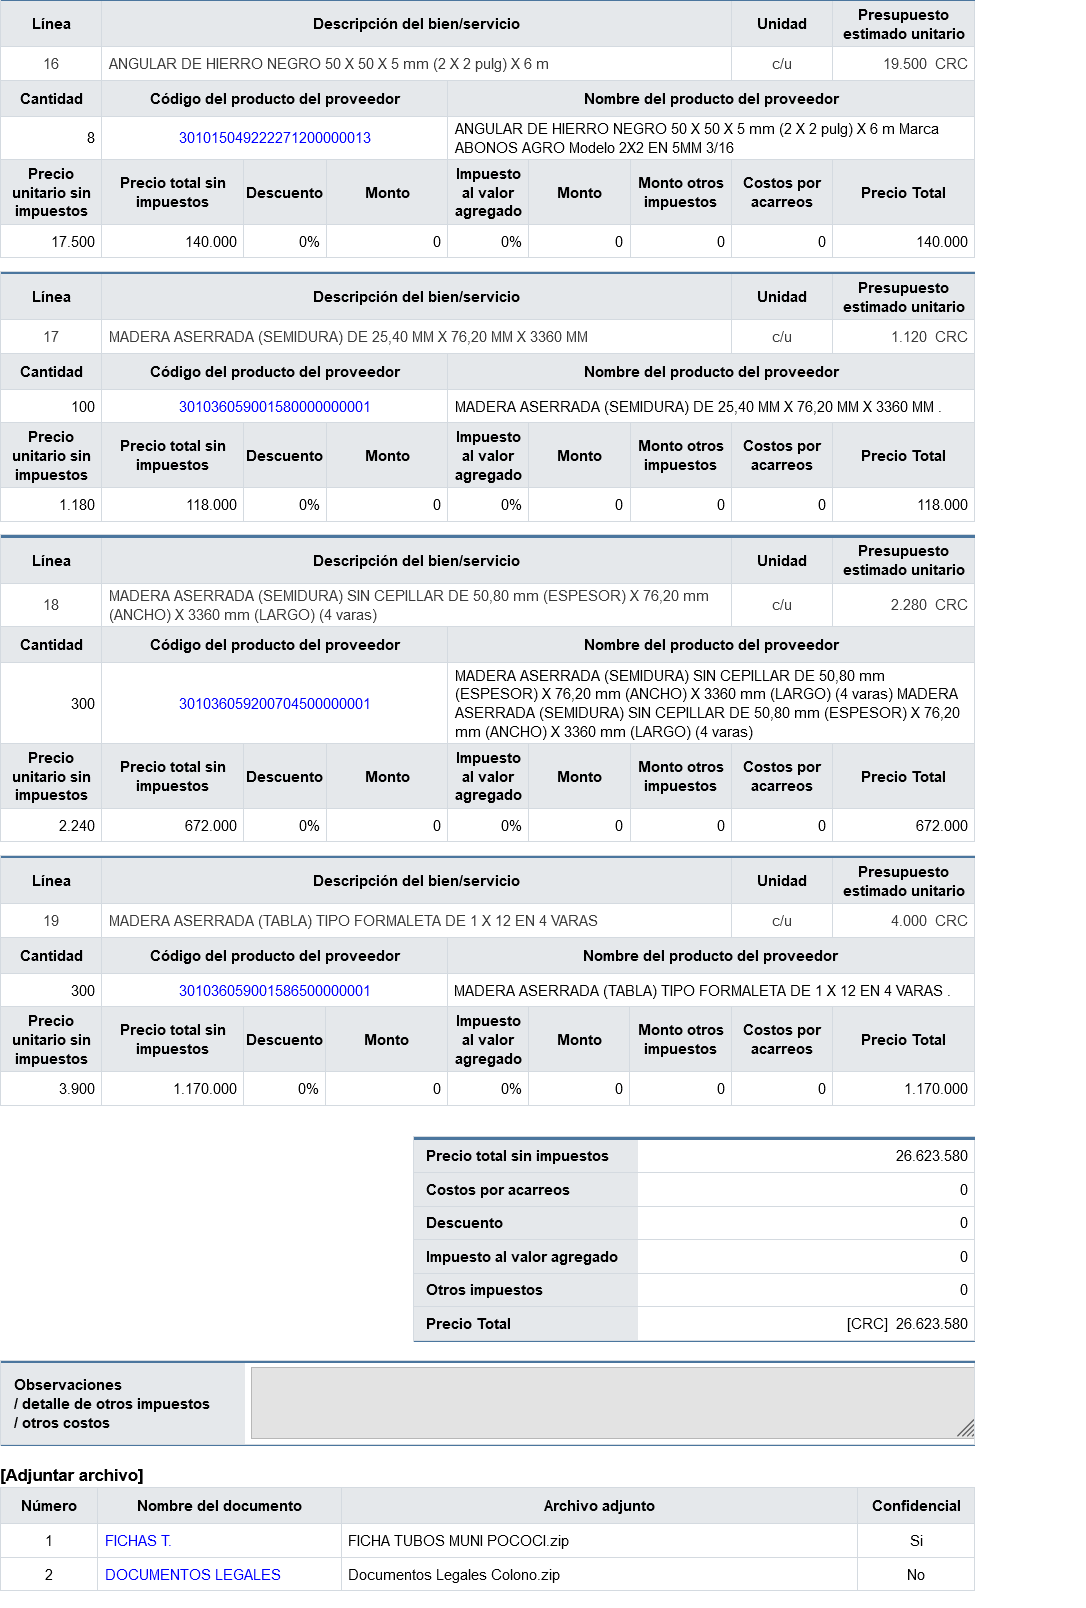 Línea Descripción del bien/servicio Unidad Presupuesto estimado unitario
16 ANGULAR DE HIERRO NEGRO 50 X 50 X 5 mm (2 X 2 pulg) X 6 m c/u 19.500 CRC
Cantidad Código del producto del proveedor Nombre del producto del proveedor
8 301015049222271200000013 ANGULAR DE HIERRO NEGRO 50 X 50 X 5 mm (2 X 2 pulg) X 6 m Marca
ABONOS AGRO Modelo 2X2 EN 5MM 3/16
Precio unitario sin impuestos Precio total sin impuestos Descuento Monto Impuesto al valor agregado Monto Monto otros impuestos Costos por acarreos Precio Total
17.500 140.000 0% 0 0% 0 0 0 140.000
Línea Descripción del bien/servicio Unidad Presupuesto estimado unitario
17 MADERA ASERRADA (SEMIDURA) DE 25,40 MM X 76,20 MM X 3360 MM c/u 1.120 CRC
Cantidad Código del producto del proveedor Nombre del producto del proveedor
100 301036059001580000000001 MADERA ASERRADA (SEMIDURA) DE 25,40 MM X 76,20 MM X 3360 MM .
Precio unitario sin impuestos Precio total sin impuestos Descuento Monto Impuesto al valor agregado Monto Monto otros impuestos Costos por acarreos Precio Total
1.180 118.000 0% 0 0% 0 0 0 118.000
Línea Descripción del bien/servicio Unidad Presupuesto estimado unitario
18 MADERA ASERRADA (SEMIDURA) SIN CEPILLAR DE 50,80 mm (ESPESOR) X 76,20 mm
(ANCHO) X 3360 mm (LARGO) (4 varas) c/u 2.280 CRC
Cantidad Código del producto del proveedor Nombre del producto del proveedor
300 301036059200704500000001 MADERA ASERRADA (SEMIDURA) SIN CEPILLAR DE 50,80 mm
(ESPESOR) X 76,20 mm (ANCHO) X 3360 mm (LARGO) (4 varas) MADERA
ASERRADA (SEMIDURA) SIN CEPILLAR DE 50,80 mm (ESPESOR) X 76,20
mm (ANCHO) X 3360 mm (LARGO) (4 varas)
Precio unitario sin impuestos Precio total sin impuestos Descuento Monto Impuesto al valor agregado Monto Monto otros impuestos Costos por acarreos Precio Total
2.240 672.000 0% 0 0% 0 0 0 672.000
Línea Descripción del bien/servicio Unidad Presupuesto estimado unitario
19 MADERA ASERRADA (TABLA) TIPO FORMALETA DE 1 X 12 EN 4 VARAS c/u 4.000 CRC
Cantidad Código del producto del proveedor Nombre del producto del proveedor
300 301036059001586500000001 MADERA ASERRADA (TABLA) TIPO FORMALETA DE 1 X 12 EN 4 VARAS .
Precio unitario sin impuestos Precio total sin impuestos Descuento Monto Impuesto al valor agregado Monto Monto otros impuestos Costos por acarreos Precio Total
3.900 1.170.000 0% 0 0% 0 0 0 1.170.000
Precio total sin impuestos 26.623.580
Costos por acarreos 0
Descuento 0
Impuesto al valor agregado 0
Otros impuestos 0
Precio Total [CRC] 26.623.580
Observaciones
/ detalle de otros impuestos
/ otros costos
[Adjuntar archivo]
Número Nombre del documento Archivo adjunto Confidencial
1 FICHAS T. FICHA TUBOS MUNI POCOCI.zip Si
2 DOCUMENTOS LEGALES Documentos Legales Colono.zip No